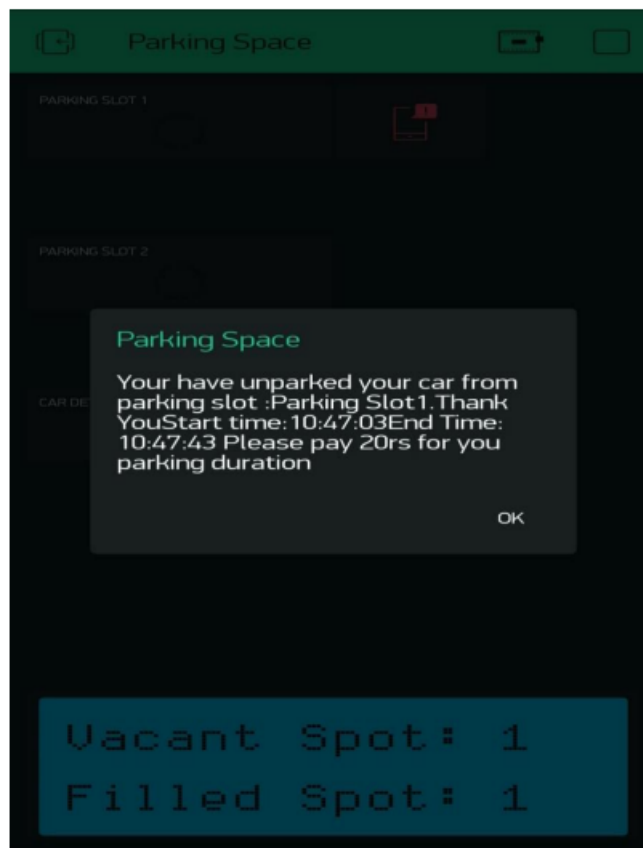 Parking Space
PARKING SLOT 1
PARKING SLOT 2
Parking Space
Your have unparked your car from
parking slot :Parking Slot1.Thank
YouStart time:10:47:03End Time:
10:47:43 Please pay 20rs for you
parking duration
CAR DE
OK
Vacant Spot: 1
Filled Spot: 1